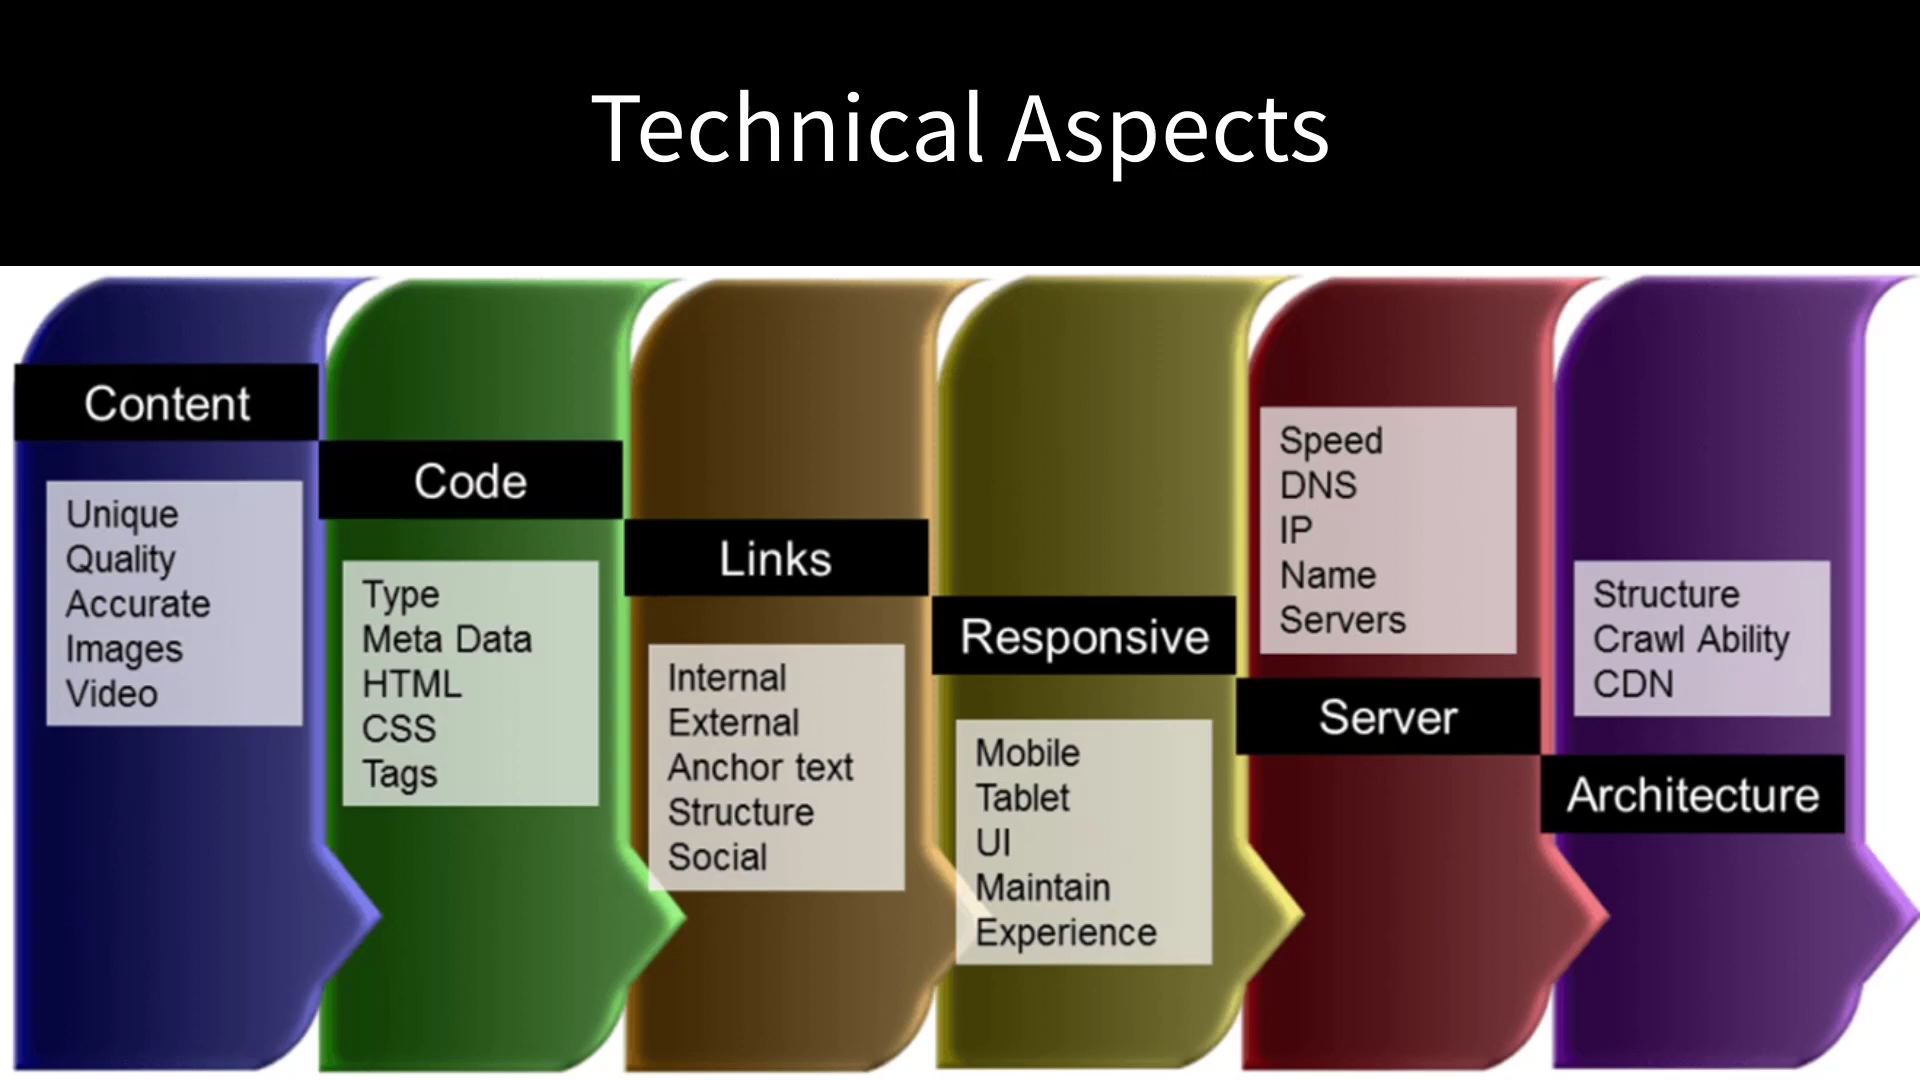 Technical Aspects
Content
Unique
Quality
Accurate
Images
Video
Code
Type
Meta Data
HTML
CSS
Tags
Links
Internal
External
Anchor text
Structure
Social
Responsive
Mobile
Tablet
UI
Maintain
Experience
Speed
DNS
IP
Name
Servers
Server
Structure
Crawl Ability
CDN
Architecture